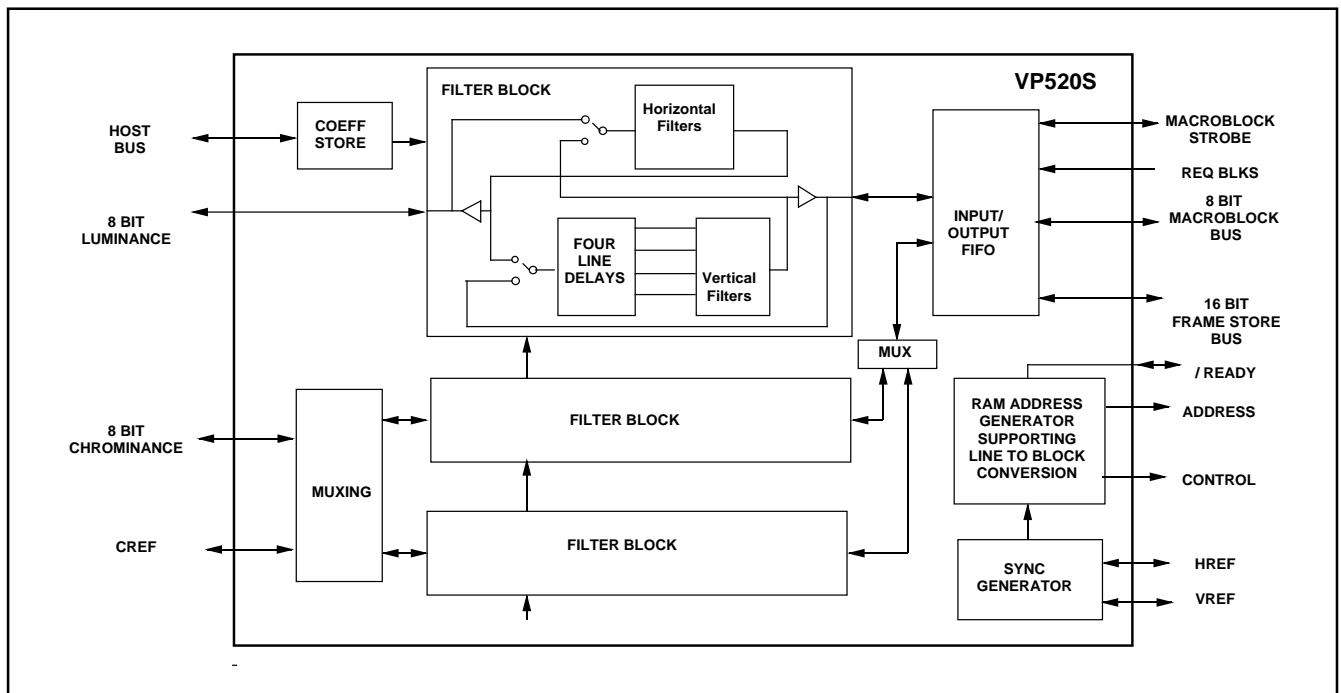 VP520S
FILTER BLOCK
Horizontal
Filters
COEFF
STORE
HOST
BUS
8 BIT
LUMINANCE
FOUR
LINE
DELAYS
Vertical
Filters
INPUT/
OUTPUT
FIFO
MACROBLOCK
STROBE
REQ BLKS
8 BIT
MACROBLOCK
BUS
16 BIT
FRAME STORE
BUS
MUX
/ READY
8 BIT
CHROMINANCE
CREF
MUXING
FILTER BLOCK
FILTER BLOCK
RAM ADDRESS
GENERATOR
SUPPORTING
LINE TO BLOCK
CONVERSION
ADDRESS
CONTROL
SYNC
GENERATOR
HREF
VREF